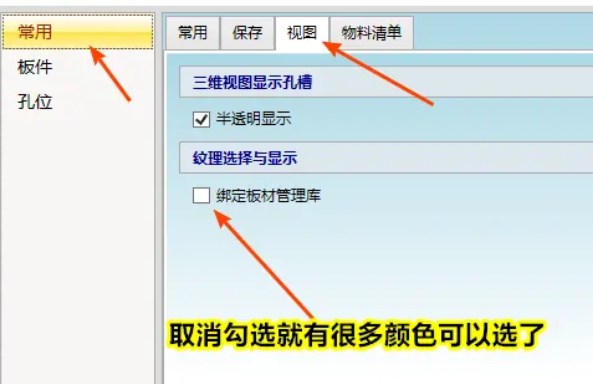 常用
板件
孔位
常用 保存 视图 物料清单
三维视图显示孔槽
半透明显示
纹理选择与显示
绑定板材管理库
取消勾选就有很多颜色可以选了